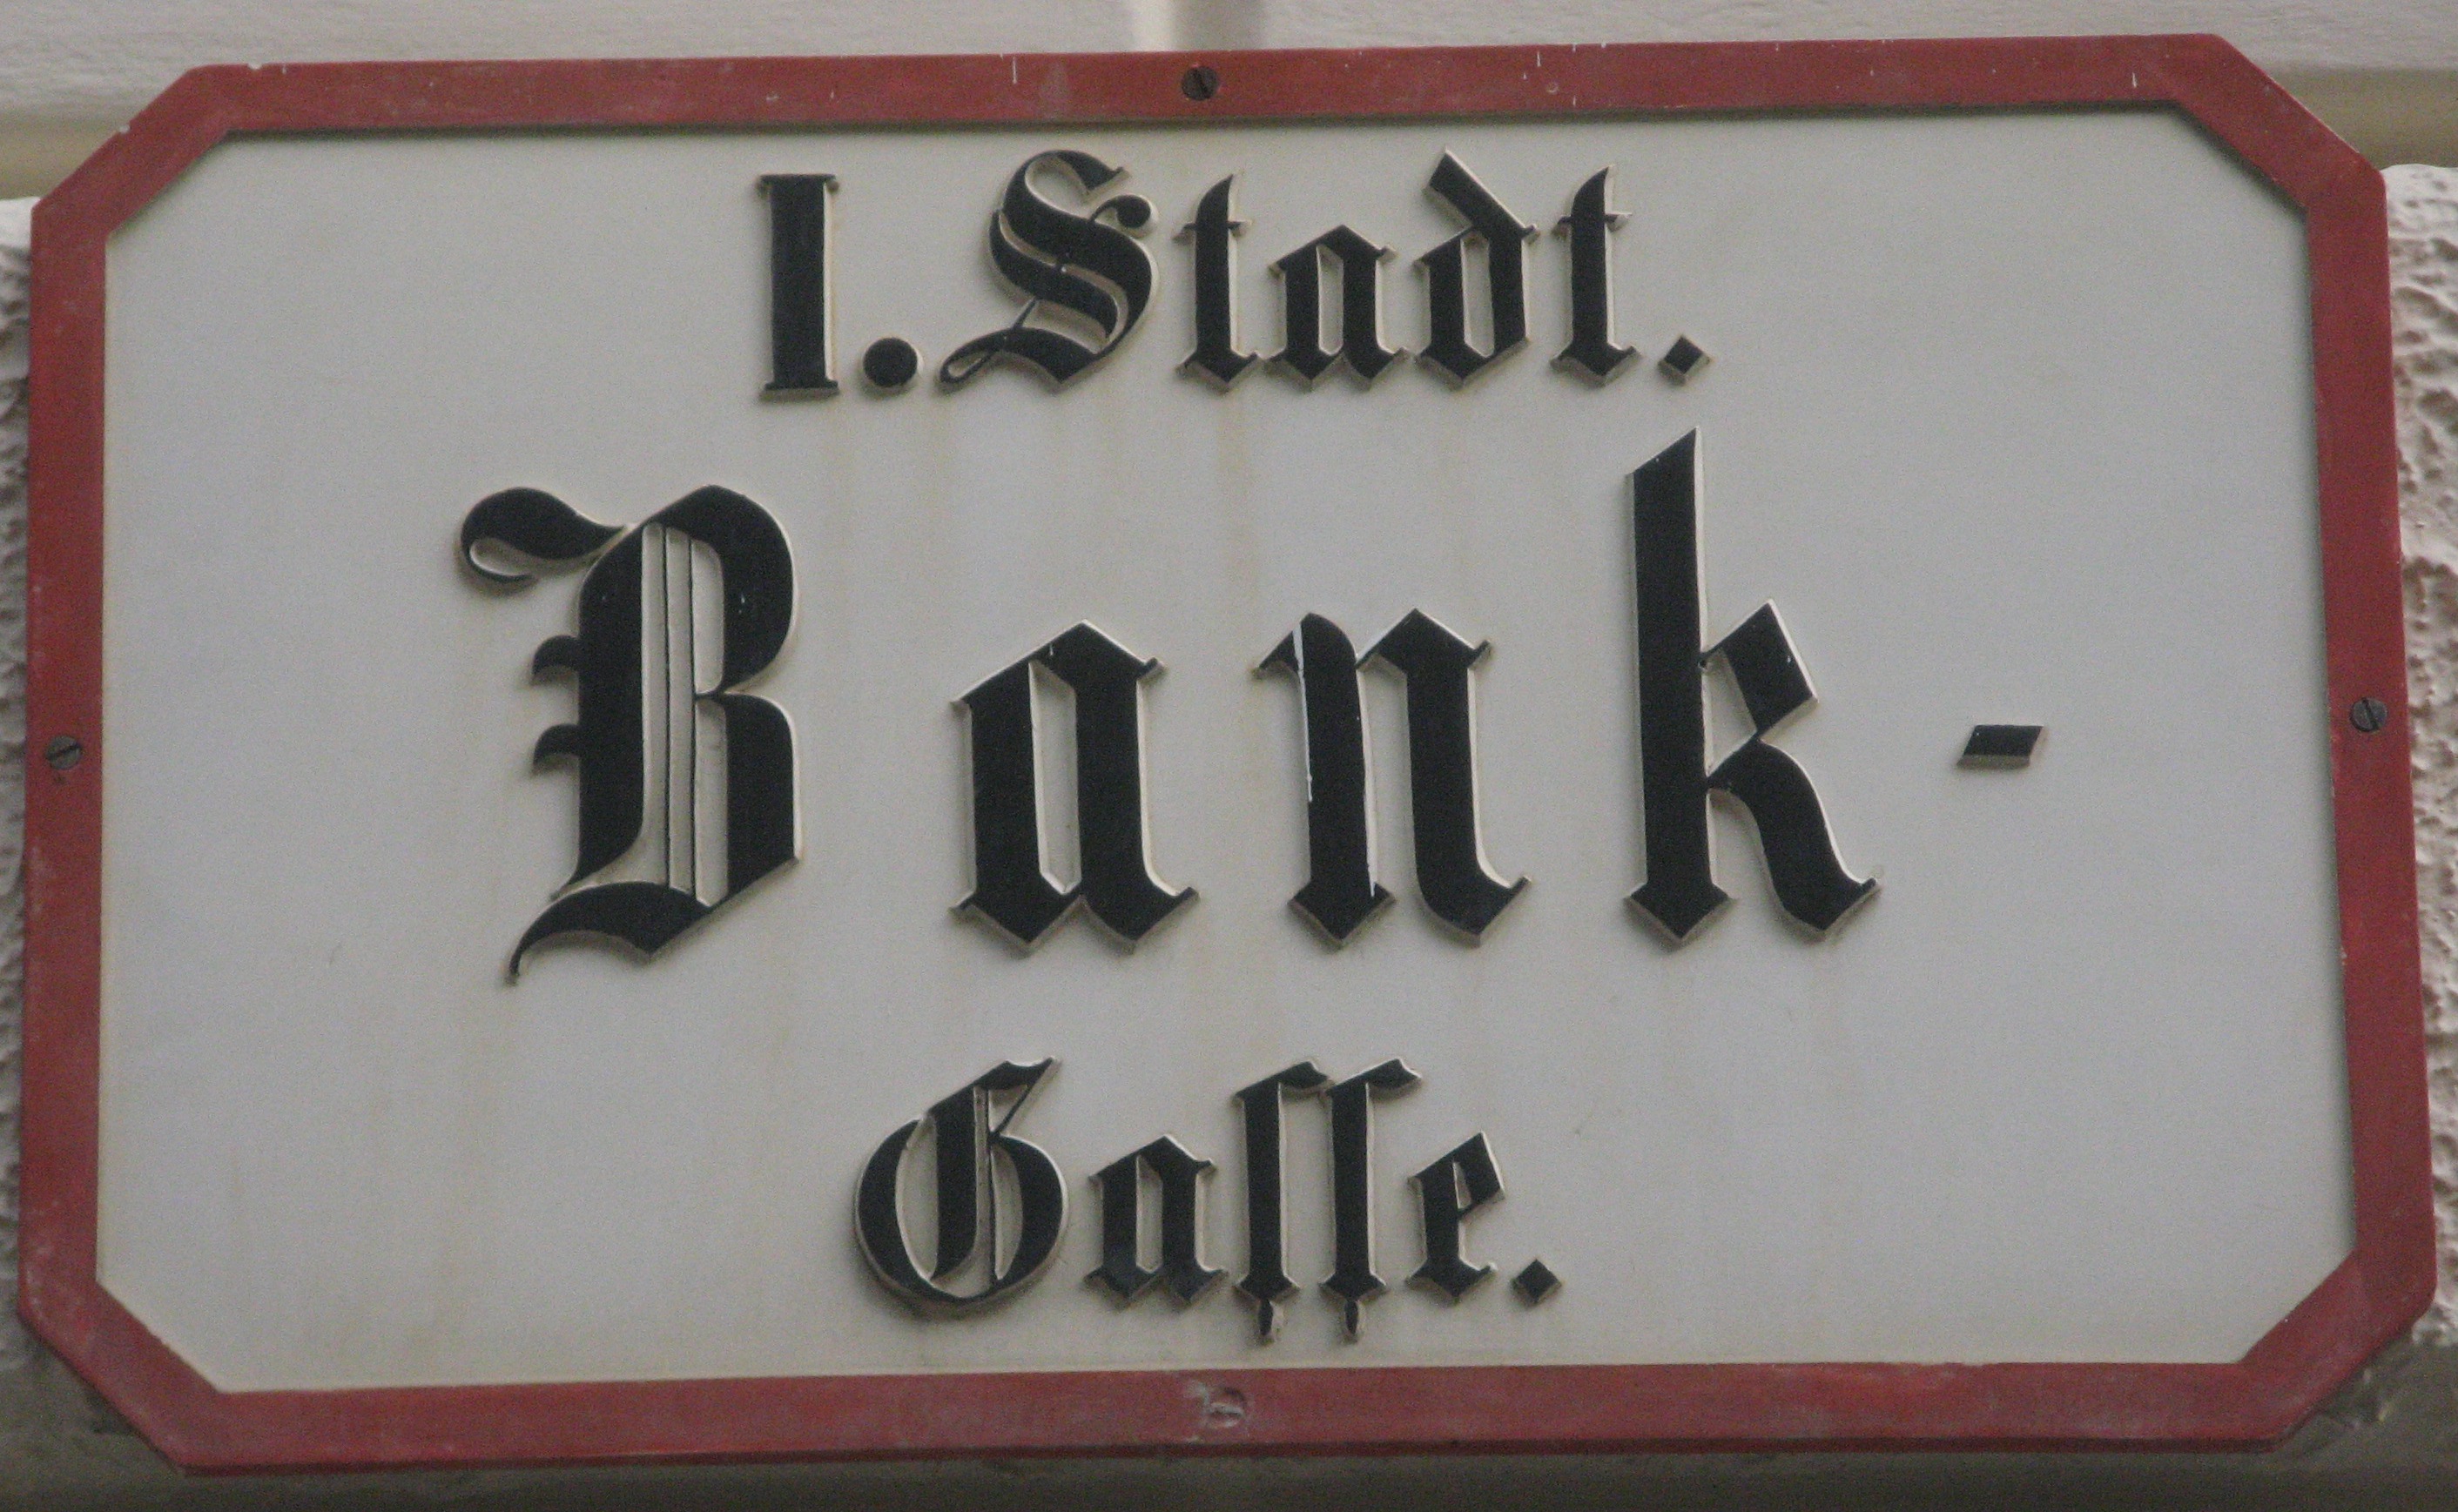 I. Stadt.
Bank-
Gaſſe.